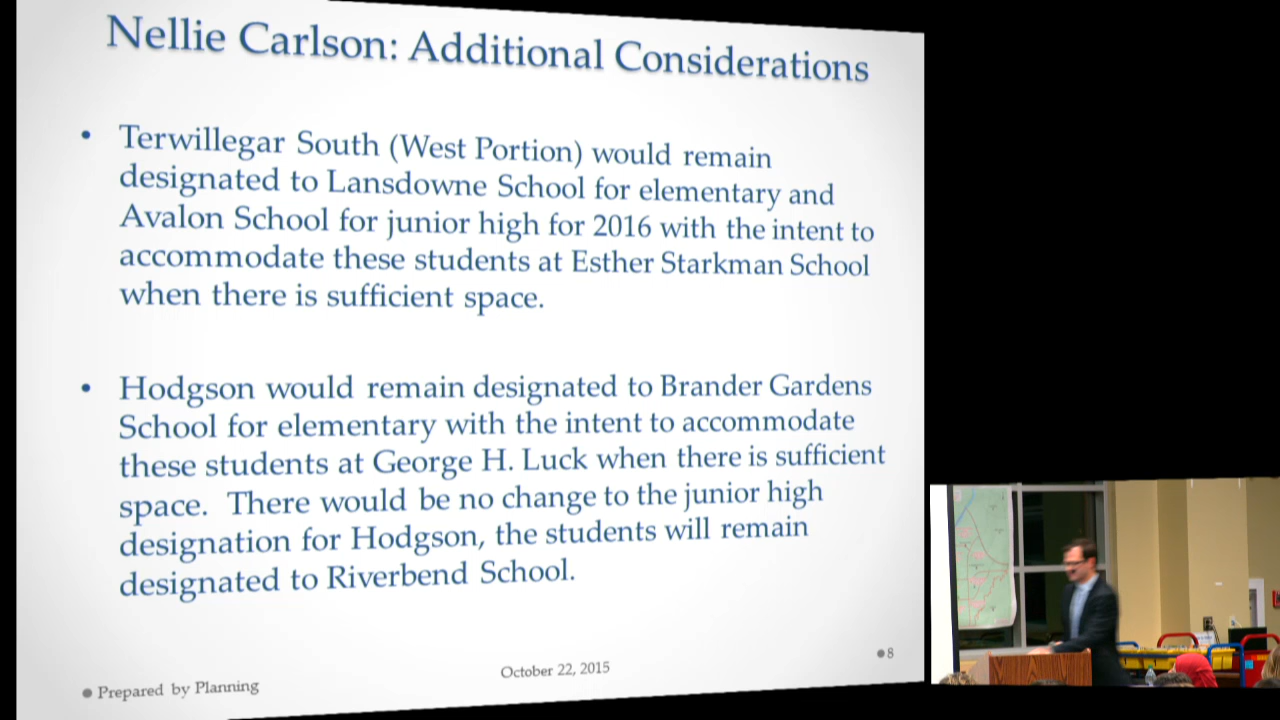 Nellie Carlson: Additional Considerations
• Terwillegar South (West Portion) would remain
designated to Lansdowne School for elementary and
Avalon School for junior high for 2016 with the intent to
accommodate these students at Esther Starkman School
when there is sufficient space.
• Hodgson would remain designated to Brander Gardens
School for elementary with the intent to accommodate
these students at George H. Luck when there is sufficient
space. There would be no change to the junior high
designation for Hodgson, the students will remain
designated to Riverbend School.
• Prepared by Planning
October 22, 2015
• 8